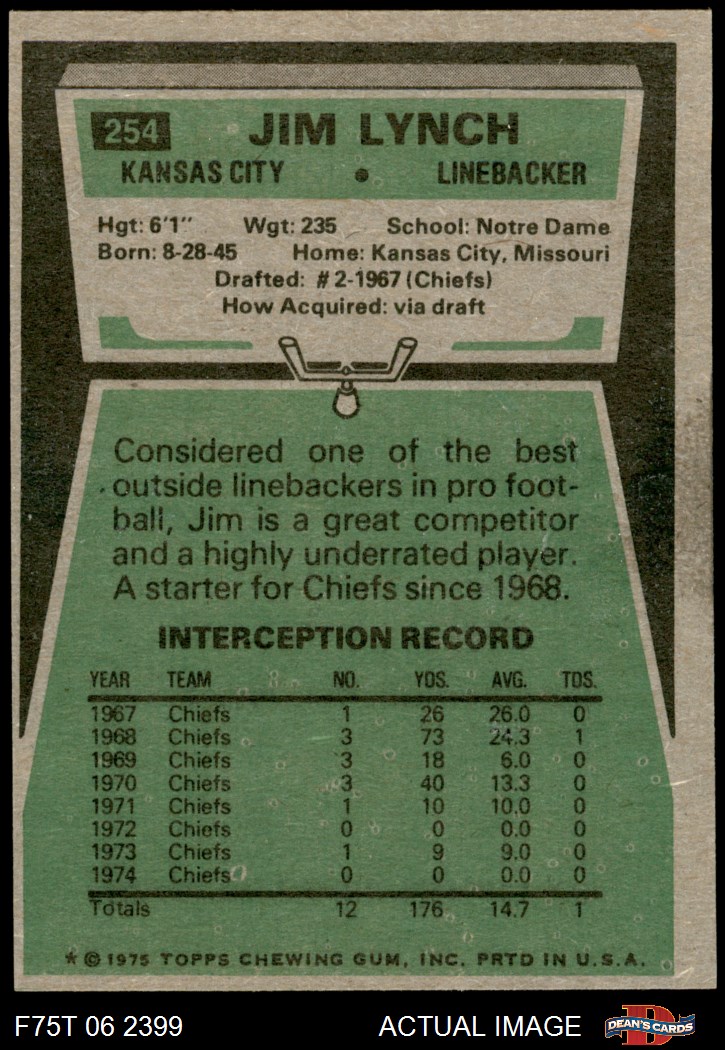 254 JIM LYNCH
KANSAS CITY • LINEBACKER
Hgt: 6'1" Wgt: 235 School: Notre Dame
Born: 8-28-45 Home: Kansas City, Missouri
Drafted: #2-1967 (Chiefs)
How Acquired: via draft
Considered one of the best
outside linebackers in pro foot-
ball, Jim is a great competitor
and a highly underrated player.
A starter for Chiefs since 1968.
INTERCEPTION RECORD
YEAR TEAM NO. YDS. AVG. TDS.
1967 Chiefs 1 26 26.0 0
1968 Chiefs 3 73 24.3 1
1969 Chiefs 3 18 6.0 0
1970 Chiefs 3 40 13.3 0
1971 Chiefs 1 10 10.0 0
1972 Chiefs 0 0 0.0 0
1973 Chiefs 1 9 9.0 0
1974 Chiefs 0 0 0.0 0
Totals 12 176 14.7 1
* © 1975 TOPPS CHEWING GUM, INC. PRTD IN U.S.A.
F75T 06 2399 ACTUAL IMAGE DEAN'S CARDS